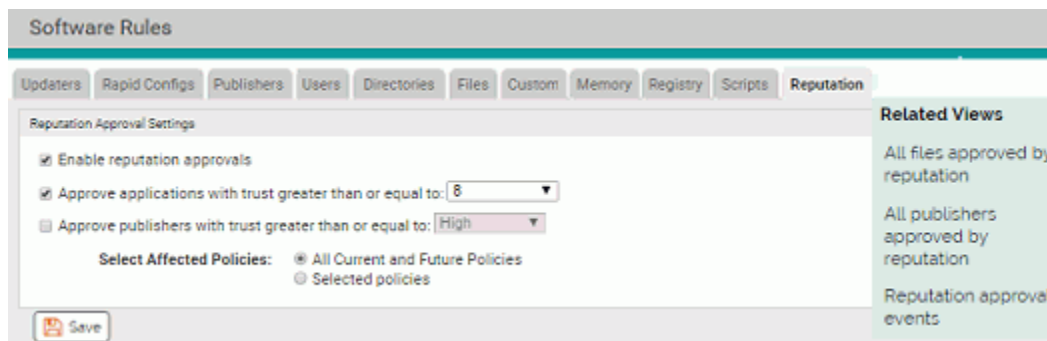 Software Rules
Updaters Rapid Configs Publishers Users Directories Files Custom Memory Registry Scripts Reputation
Reputation Approval Settings
Enable reputation approvals
Approve applications with trust greater than or equal to: 8
Approve publishers with trust greater than or equal to: High
Select Affected Policies: All Current and Future Policies
Selected policies
Save
Related Views
All files approved by
reputation
All publishers
approved by
reputation
Reputation approval
events